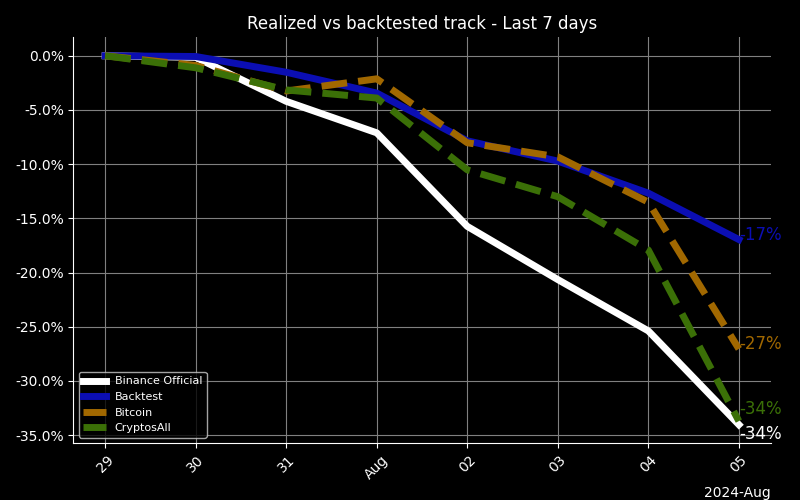 Realized vs backtested track - Last 7 days
0.0%
-5.0%
-10.0%
-15.0%
-20.0%
-25.0%
-30.0%
-35.0%
-17%
-27%
-34%
-34%
Binance Official
Backtest
Bitcoin
CryptosAll
29
30
31
Aug
02
03
04
05
2024-Aug